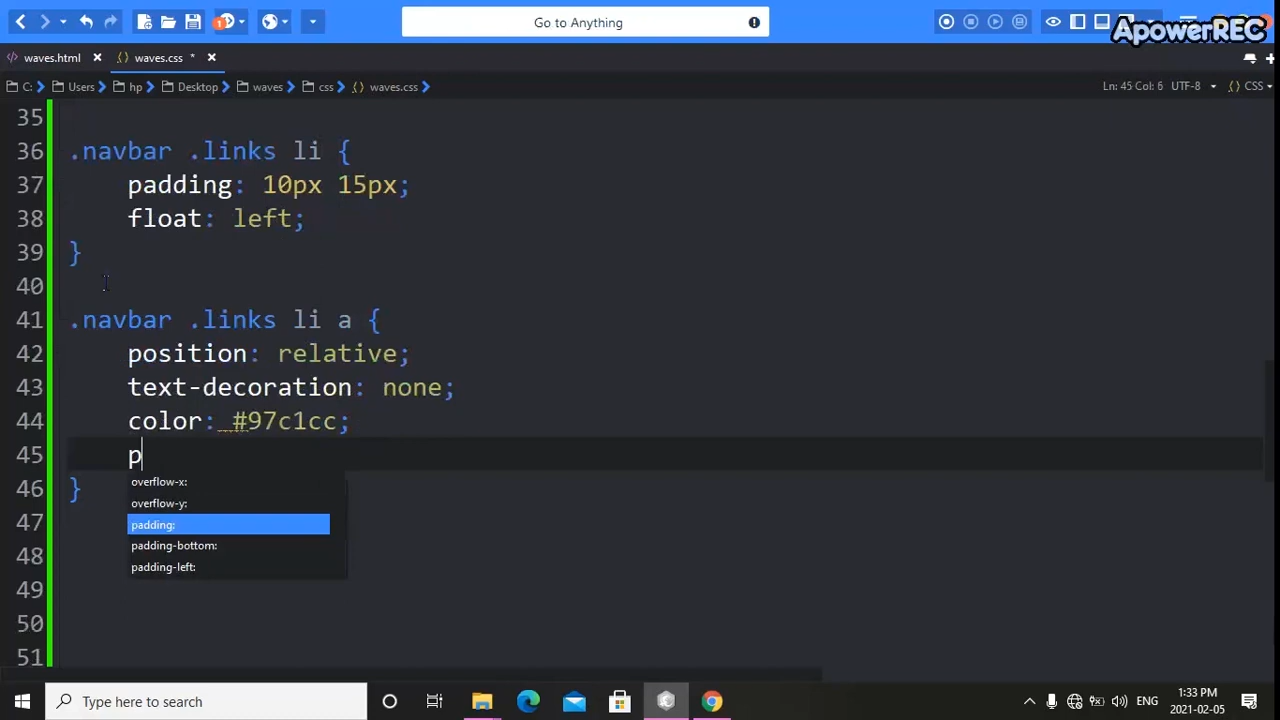 Go to Anything
ApowerREC
waves.html
waves.css *
C: Users hp Desktop waves css waves.css
Ln: 45 Col: 6 UTF-8 {} CSS
35
36 .navbar .links li {
37 padding: 10px 15px;
38 float: left;
39 }
40
41 .navbar .links li a {
42 position: relative;
43 text-decoration: none;
44 color: #97c1cc;
45 p
overflow-x:
46 }
overflow-y:
47
padding:
48
padding-bottom:
padding-left:
49
50
51
Type here to search
ENG
1:33 PM
2021-02-05